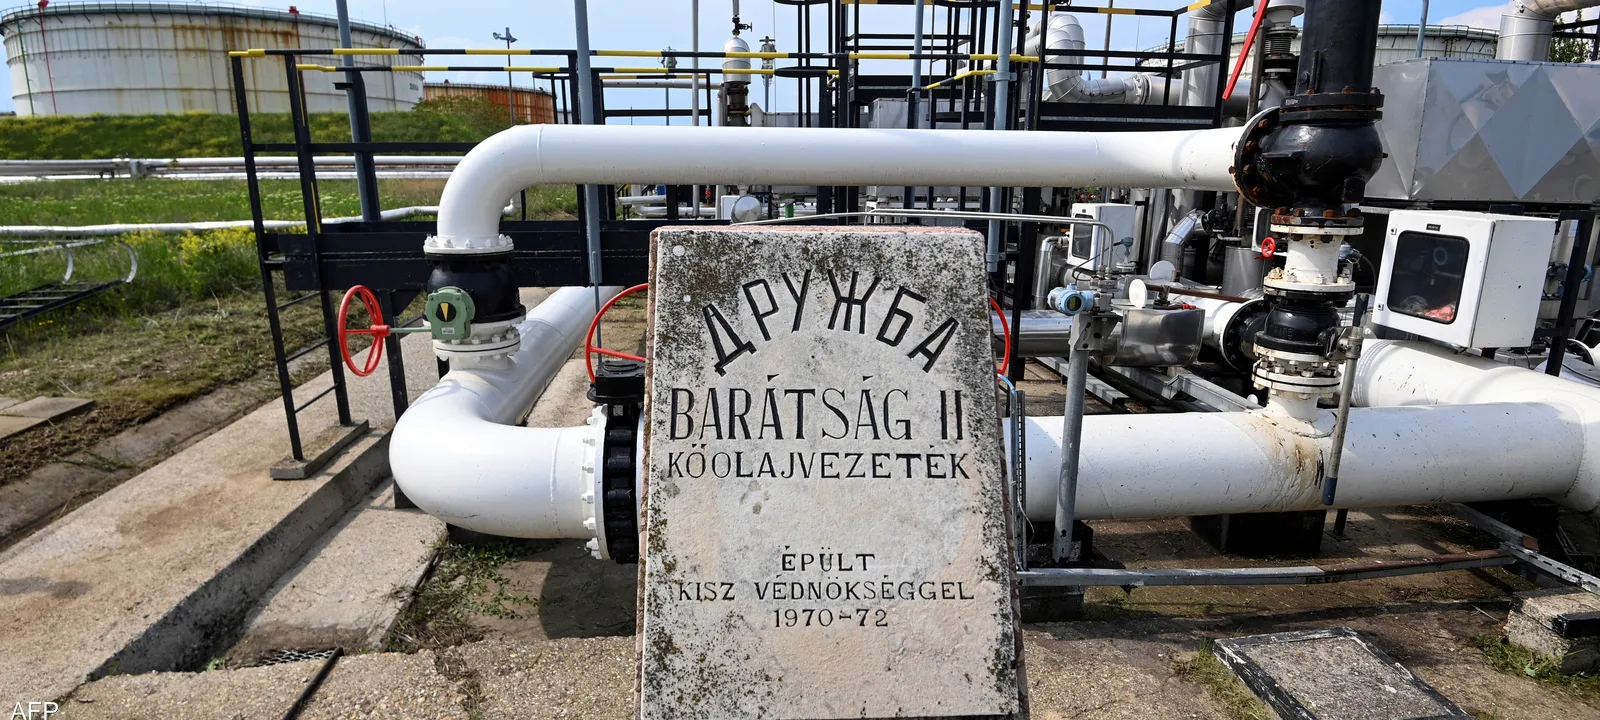 ДРУЖБА
BARÁTSÁG II
KŐOLAJVEZETÉK
ÉPÜLT
KISZ VÉDNÖKSÉGGEL
1970-72
AFP